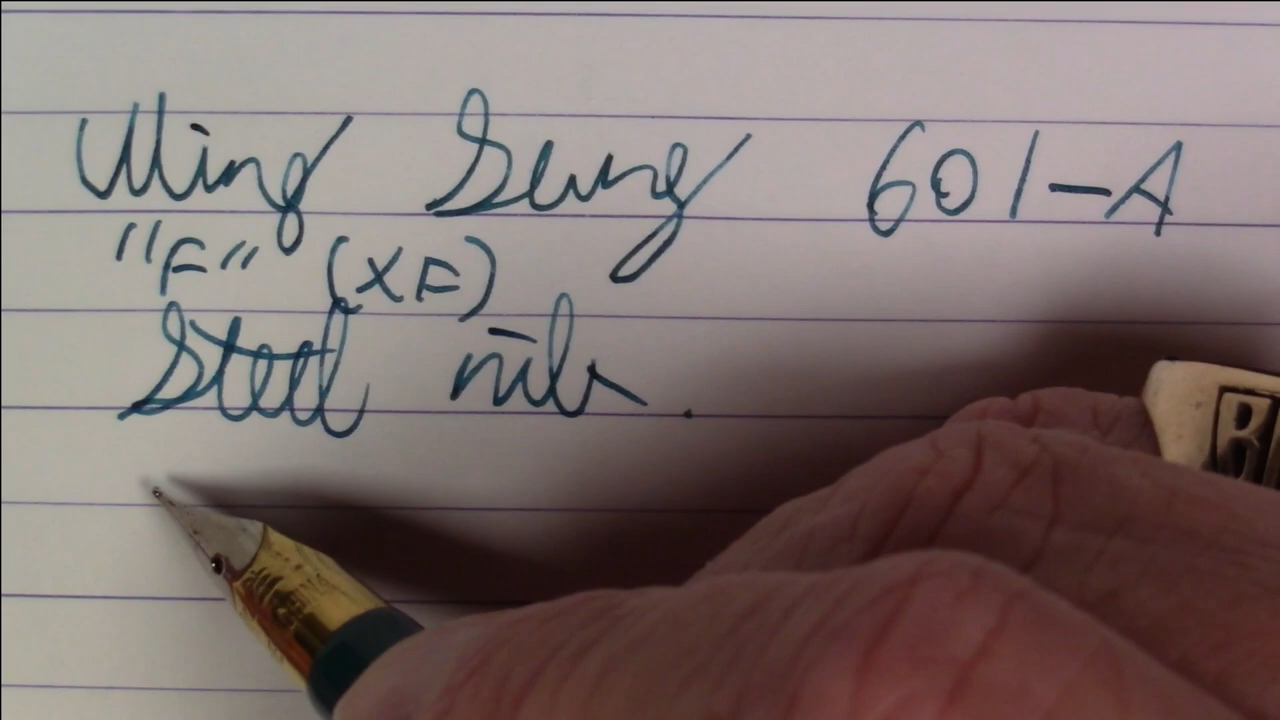 Wing Sung 601-A
"F" (XF)
Steel nib.